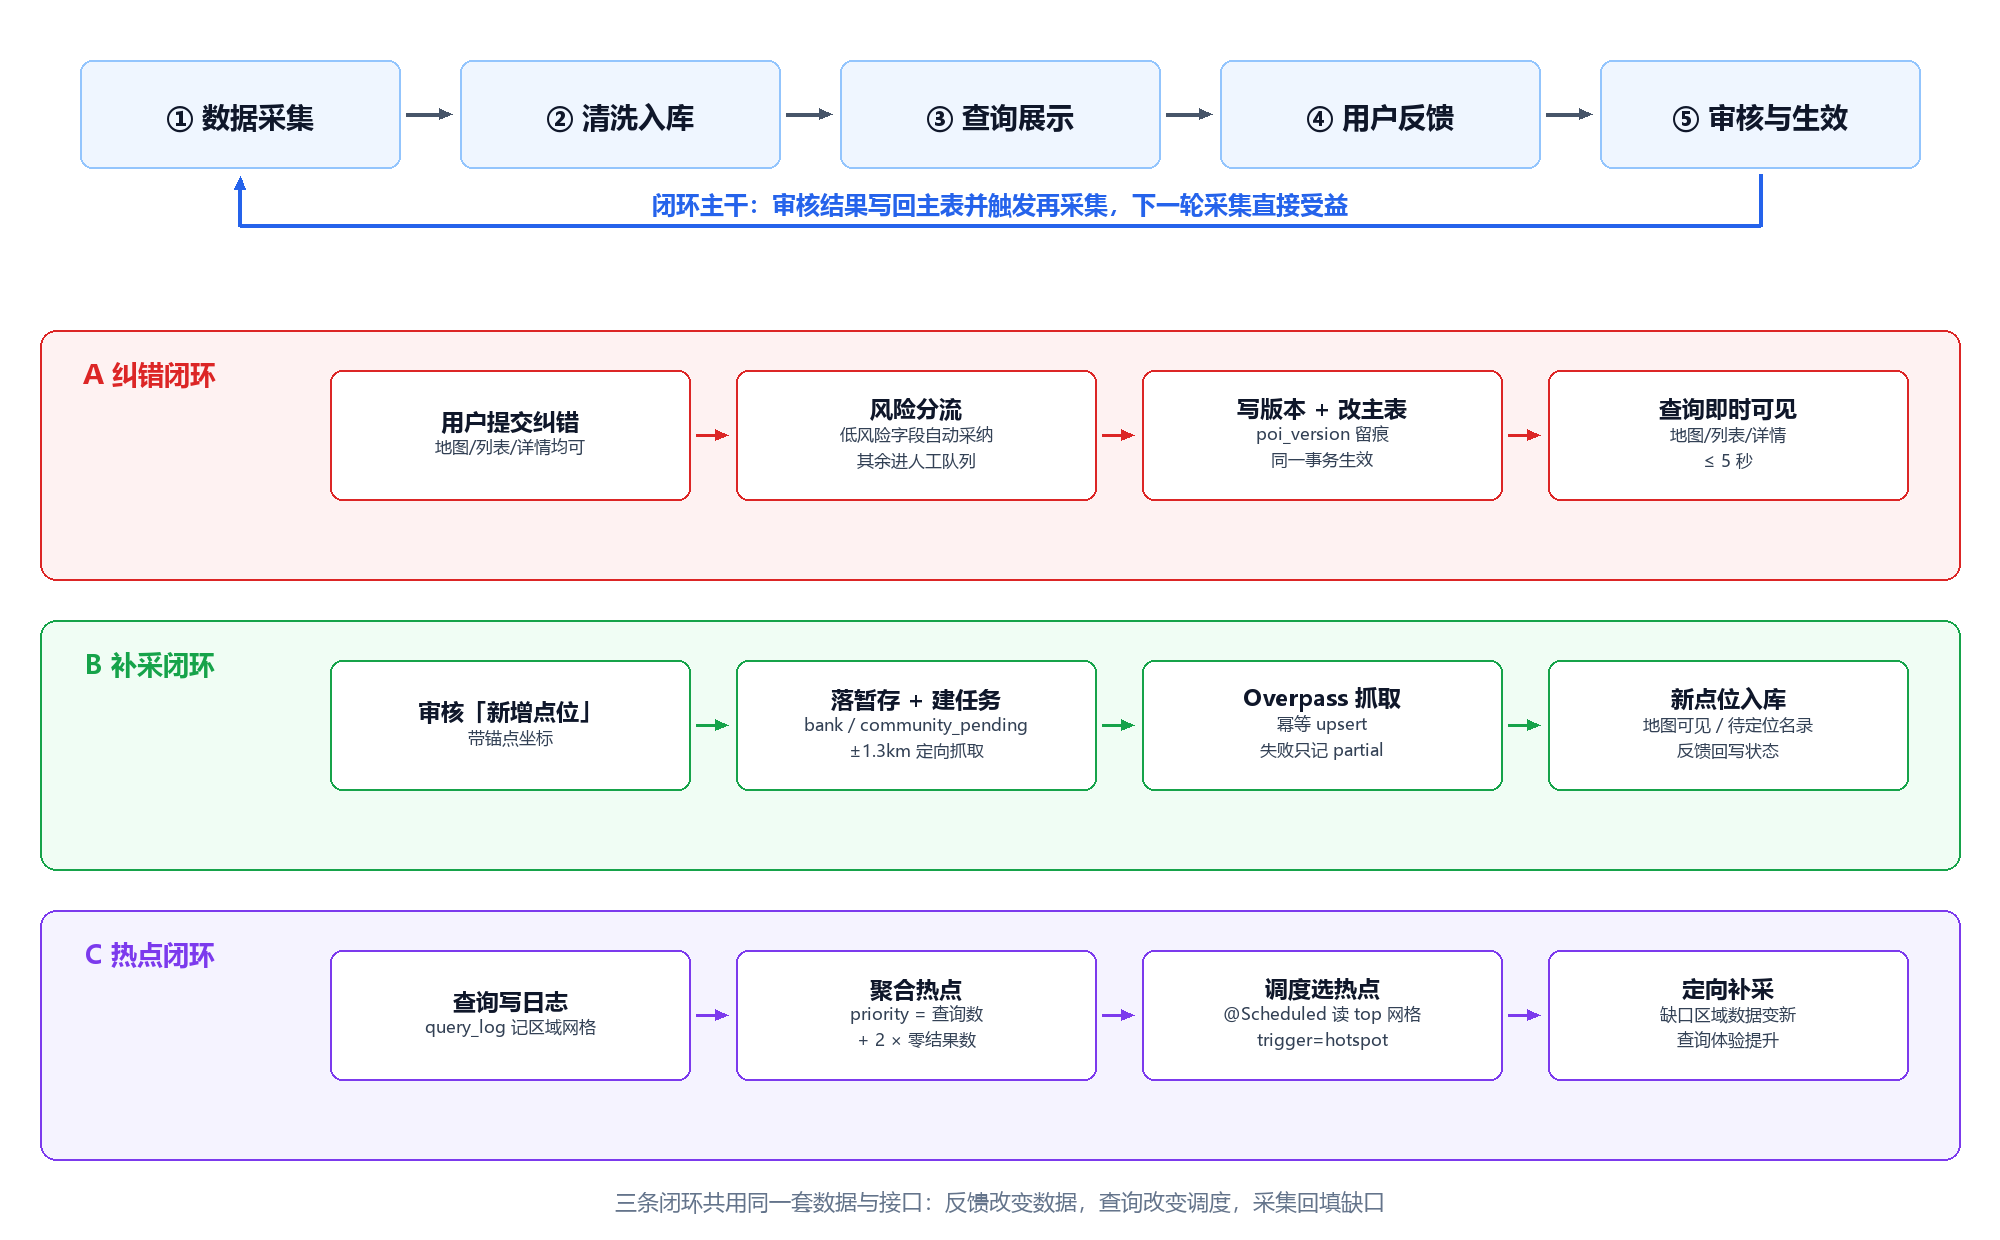 ① 数据采集
② 清洗入库
③ 查询展示
④ 用户反馈
⑤ 审核与生效
闭环主干：审核结果写回主表并触发再采集，下一轮采集直接受益
A 纠错闭环
用户提交纠错
地图/列表/详情均可
风险分流
低风险字段自动采纳
其余进人工队列
写版本 + 改主表
poi_version 留痕
同一事务生效
查询即时可见
地图/列表/详情
≤ 5 秒
B 补采闭环
审核「新增点位」
带锚点坐标
落暂存 + 建任务
bank / community_pending
±1.3km 定向抓取
Overpass 抓取
幂等 upsert
失败只记 partial
新点位入库
地图可见 / 待定位名录
反馈回写状态
C 热点闭环
查询写日志
query_log 记区域网格
聚合热点
priority = 查询数
+ 2 × 零结果数
调度选热点
@Scheduled 读 top 网格
trigger=hotspot
定向补采
缺口区域数据变新
查询体验提升
三条闭环共用同一套数据与接口：反馈改变数据，查询改变调度，采集回填缺口